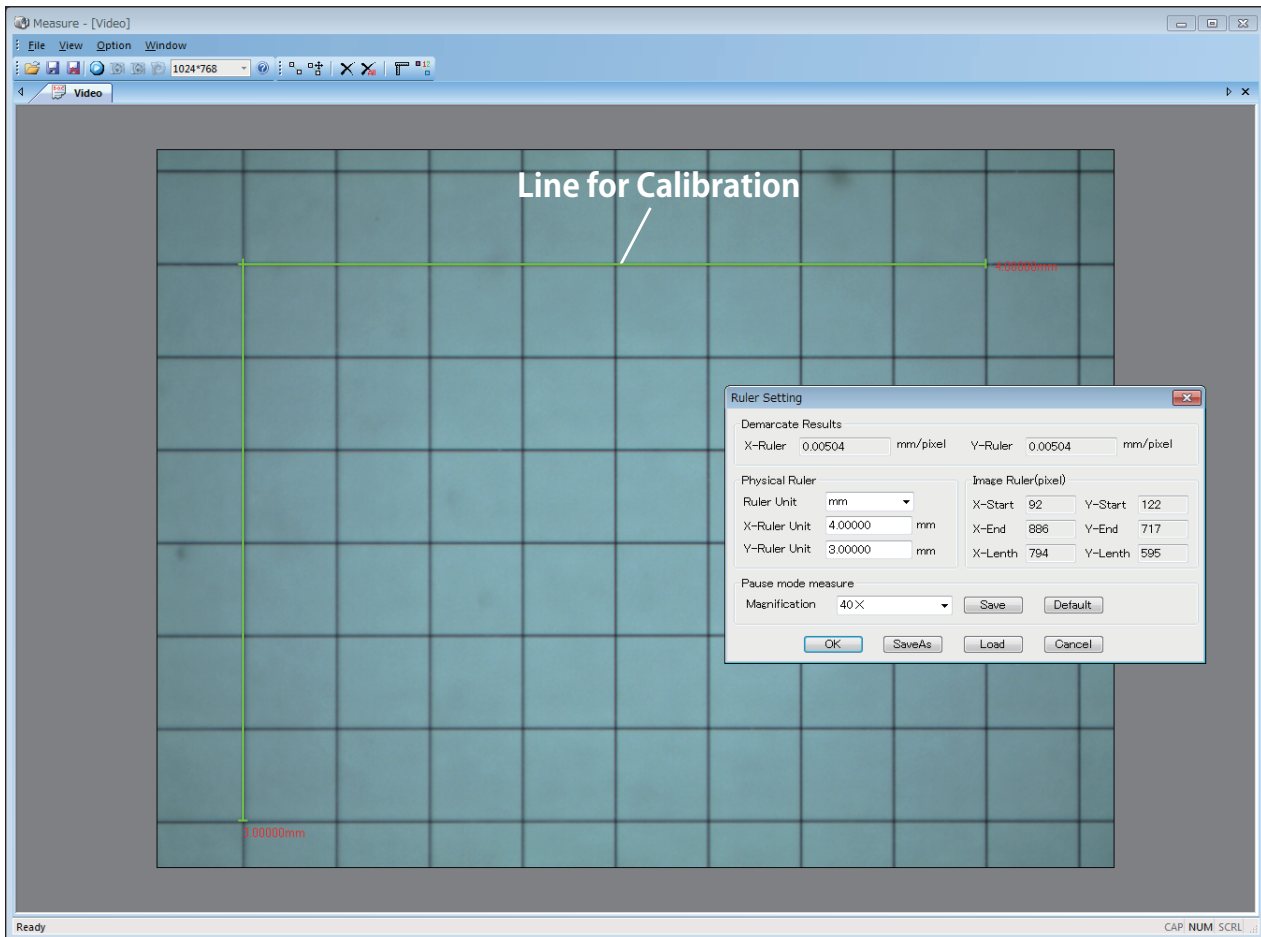 Measure - [Video]
File View Option Window
1024*768
Video
Line for Calibration
4.00000mm
3.00000mm
Ruler Setting
Demarcate Results
X-Ruler 0.00504 mm/pixel Y-Ruler 0.00504 mm/pixel
Physical Ruler Image Ruler(pixel)
Ruler Unit mm X-Start 92 Y-Start 122
X-Ruler Unit 4.00000 mm X-End 886 Y-End 717
Y-Ruler Unit 3.00000 mm X-Lenth 794 Y-Lenth 595
Pause mode measure
Magnification 40× Save Default
OK SaveAs Load Cancel
Ready CAP NUM SCRL